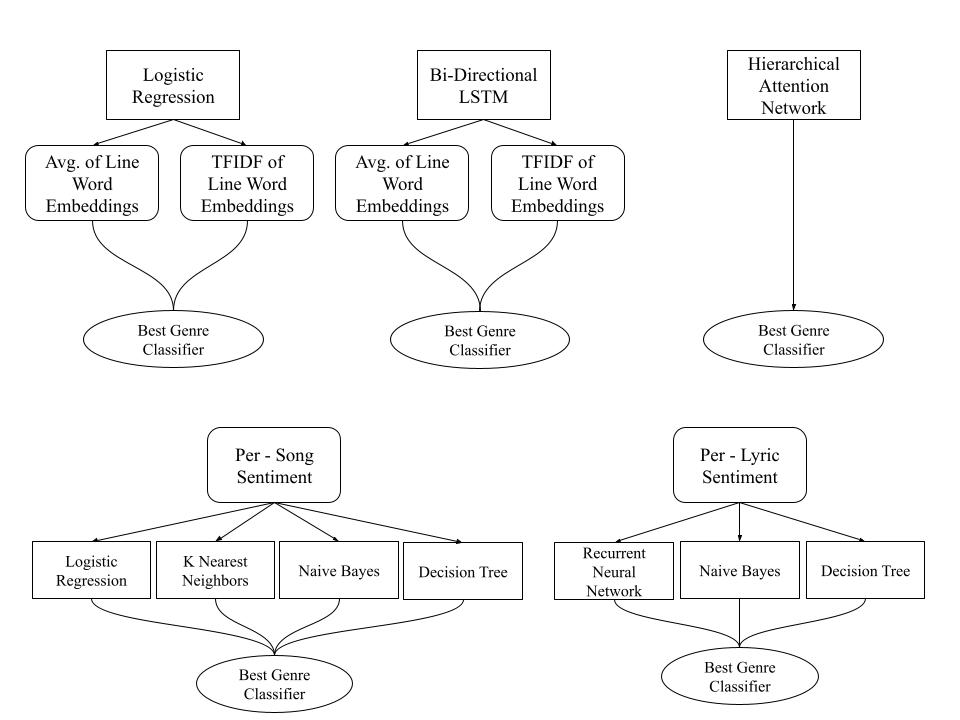 Logistic
Regression
Bi-Directional
LSTM
Hierarchical
Attention
Network
Avg. of Line
Word
Embeddings
TFIDF of
Line Word
Embeddings
Avg. of Line
Word
Embeddings
TFIDF of
Line Word
Embeddings
Best Genre
Classifier
Best Genre
Classifier
Best Genre
Classifier
Per - Song
Sentiment
Per - Lyric
Sentiment
Logistic
Regression
K Nearest
Neighbors
Naive Bayes
Decision Tree
Recurrent
Neural
Network
Naive Bayes
Decision Tree
Best Genre
Classifier
Best Genre
Classifier